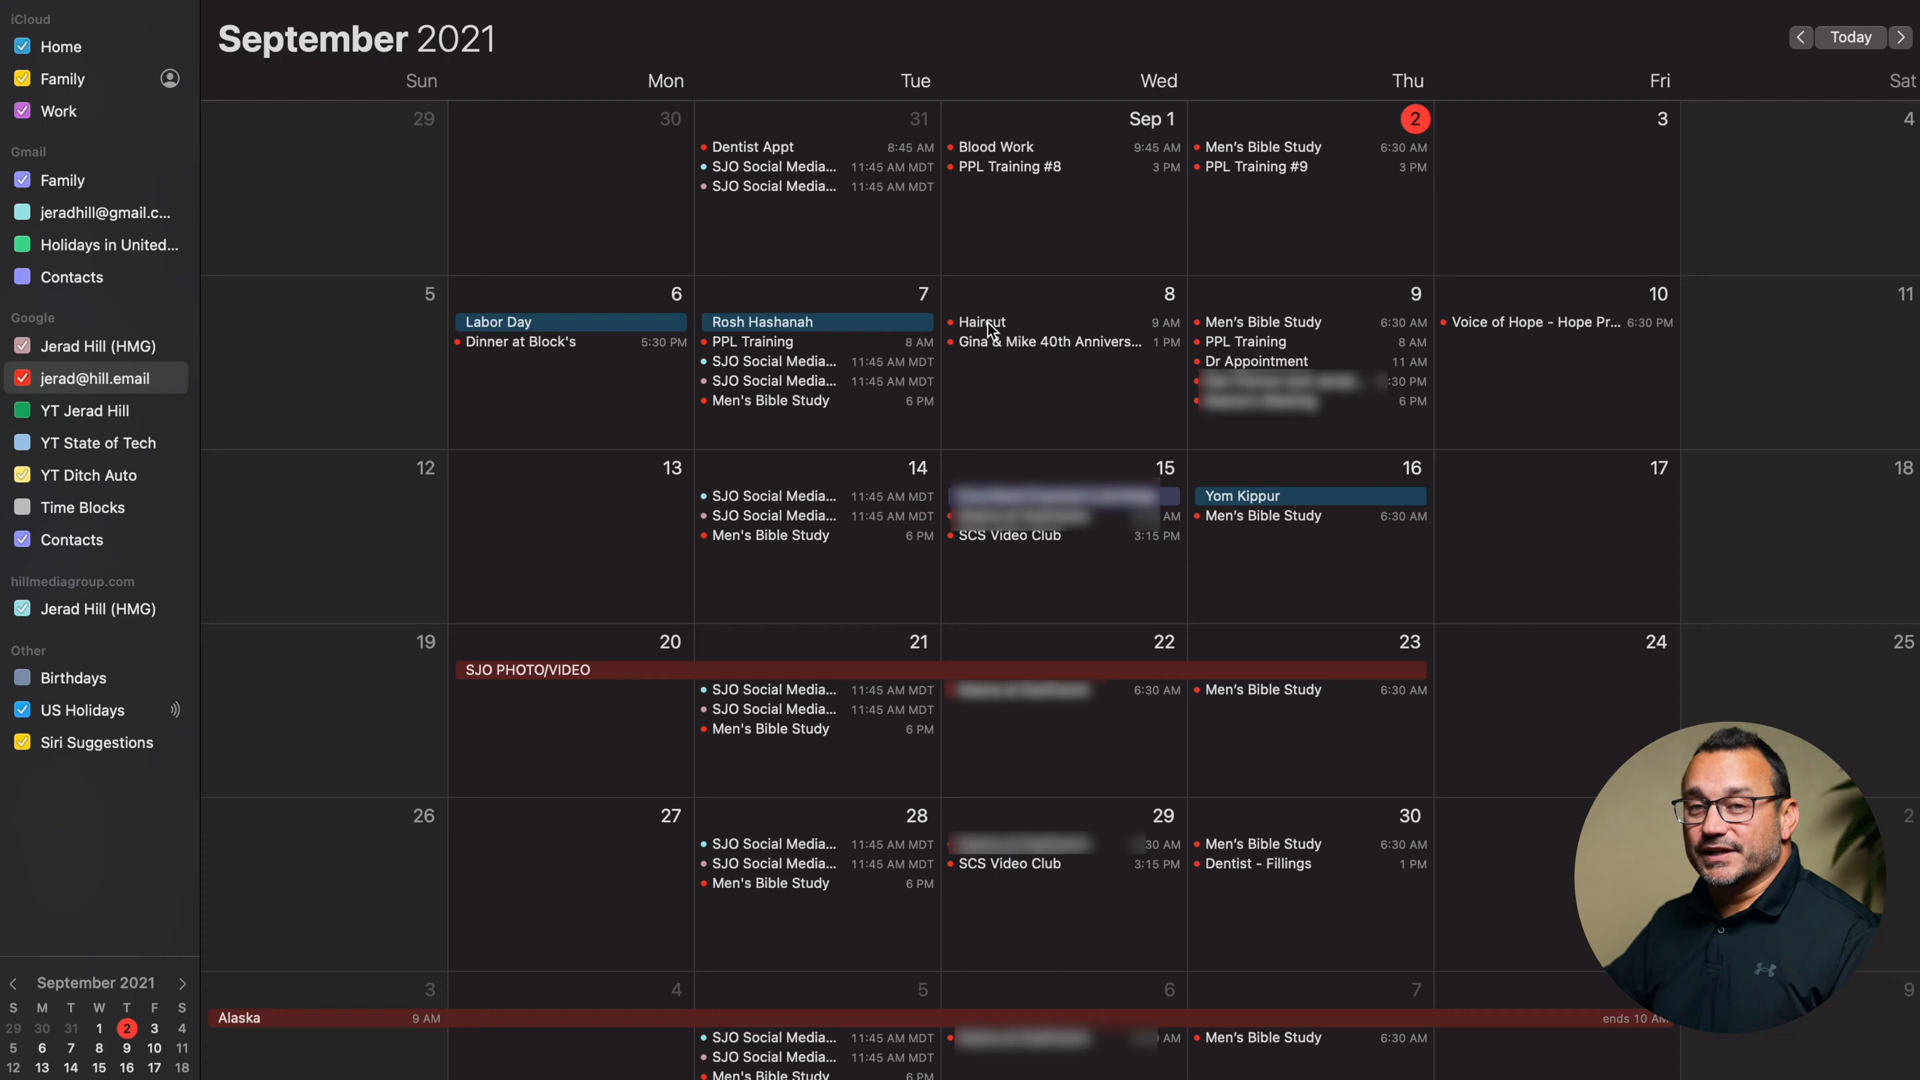 iCloud
Home
Family
Work
Gmail
Family
jeradhill@gmail.c...
Holidays in United...
Contacts
Google
Jerad Hill (HMG)
jerad@hill.email
YT Jerad Hill
YT State of Tech
YT Ditch Auto
Time Blocks
Contacts
hillmediagroup.com
Jerad Hill (HMG)
Other
Birthdays
US Holidays
Siri Suggestions
September 2021
S M T W T F S
29 30 31 1 2 3 4
5 6 7 8 9 10 11
12 13 14 15 16 17 18
September 2021
Today
Sun Mon Tue Wed Thu Fri Sat
29 30 31 Sep 1 2 3 4
Dentist Appt 8:45 AM
SJO Social Media... 11:45 AM MDT
SJO Social Media... 11:45 AM MDT
Blood Work 9:45 AM
PPL Training #8 3 PM
Men's Bible Study 6:30 AM
PPL Training #9 3 PM
5 6 7 8 9 10 11
Labor Day
Dinner at Block's 5:30 PM
Rosh Hashanah
PPL Training 8 AM
SJO Social Media... 11:45 AM MDT
SJO Social Media... 11:45 AM MDT
Men's Bible Study 6 PM
Haircut 9 AM
Gina & Mike 40th Annivers... 1 PM
Men's Bible Study 6:30 AM
PPL Training 8 AM
Dr Appointment 11 AM
:30 PM
6 PM
Voice of Hope - Hope Pr... 6:30 PM
12 13 14 15 16 17 18
SJO Social Media... 11:45 AM MDT
SJO Social Media... 11:45 AM MDT
Men's Bible Study 6 PM
AM
SCS Video Club 3:15 PM
Yom Kippur
Men's Bible Study 6:30 AM
19 20 21 22 23 24 25
SJO PHOTO/VIDEO
SJO Social Media... 11:45 AM MDT
SJO Social Media... 11:45 AM MDT
Men's Bible Study 6 PM
6:30 AM
Men's Bible Study 6:30 AM
26 27 28 29 30 2
SJO Social Media... 11:45 AM MDT
SJO Social Media... 11:45 AM MDT
Men's Bible Study 6 PM
30 AM
SCS Video Club 3:15 PM
Men's Bible Study 6:30 AM
Dentist - Fillings 1 PM
3 4 5 6 7 9
Alaska 9 AM ends 10 AM
SJO Social Media... 11:45 AM MDT
SJO Social Media... 11:45 AM MDT
Men's Bible Study 6 PM
AM
Men's Bible Study 6:30 AM